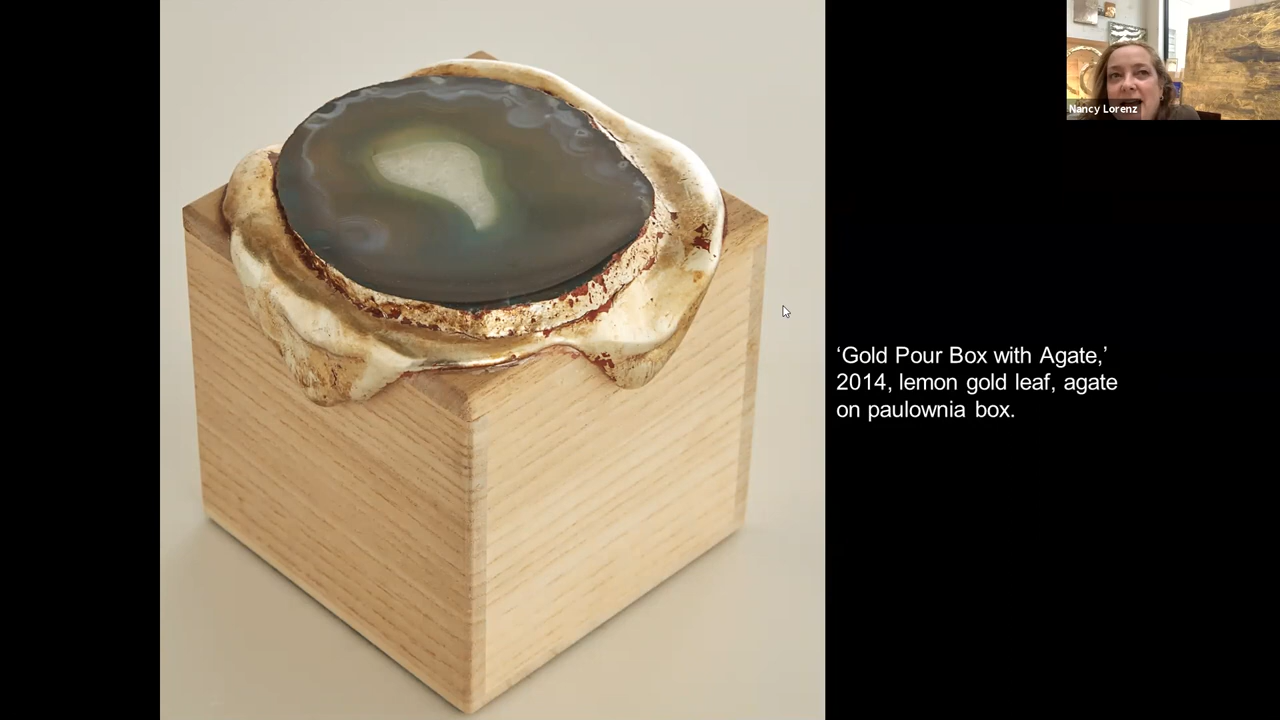 Nancy Lorenz
‘Gold Pour Box with Agate,’
2014, lemon gold leaf, agate
on paulownia box.